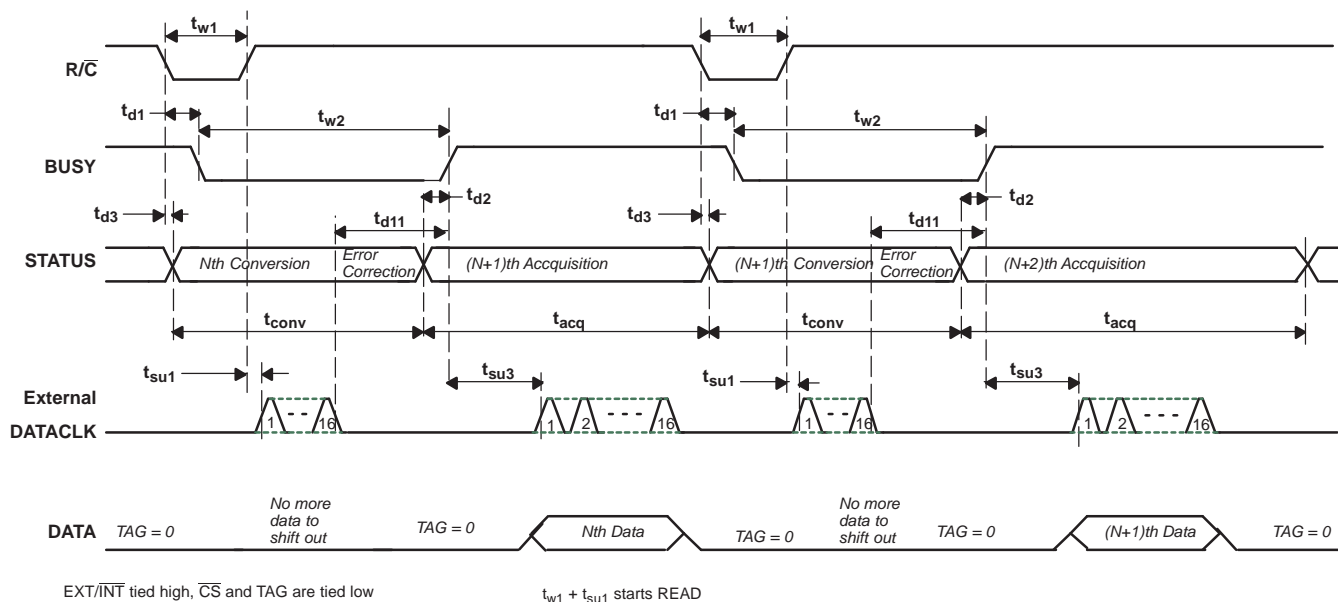 tw1 tw1
R/C
td1 tw2 td1 tw2
BUSY
td3 td2 td3 td2
td11 td11
STATUS Nth Conversion Error Correction (N+1)th Accquisition (N+1)th Conversion Error Correction (N+2)th Acquisition
tconv tacq tconv tacq
tsu1 tsu3 tsu1 tsu3
External
DATACLK 1 - - 16 1 2 - - - 16 1 - - 16 1 2 - - - 16
DATA TAG = 0 No more data to shift out TAG = 0 Nth Data TAG = 0 No more data to shift out TAG = 0 (N+1)th Data TAG = 0
EXT/INT tied high, CS and TAG are tied low tw1 + tsu1 starts READ